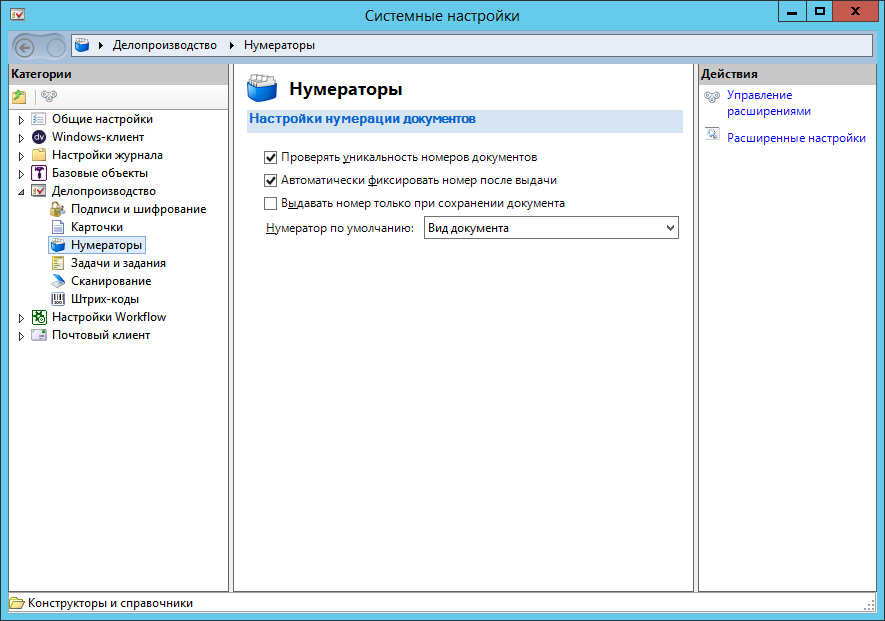 Системные настройки
Делопроизводство Нумераторы
Категории
Общие настройки
dv Windows-клиент
Настройки журнала
Базовые объекты
Делопроизводство
Подписи и шифрование
Карточки
Нумераторы
Задачи и задания
Сканирование
Штрих-коды
Настройки Workflow
Почтовый клиент
Нумераторы
Настройки нумерации документов
Проверять уникальность номеров документов
Автоматически фиксировать номер после выдачи
Выдавать номер только при сохранении документа
Нумератор по умолчанию: Вид документа
Действия
Управление
расширениями
Расширенные настройки
Конструкторы и справочники